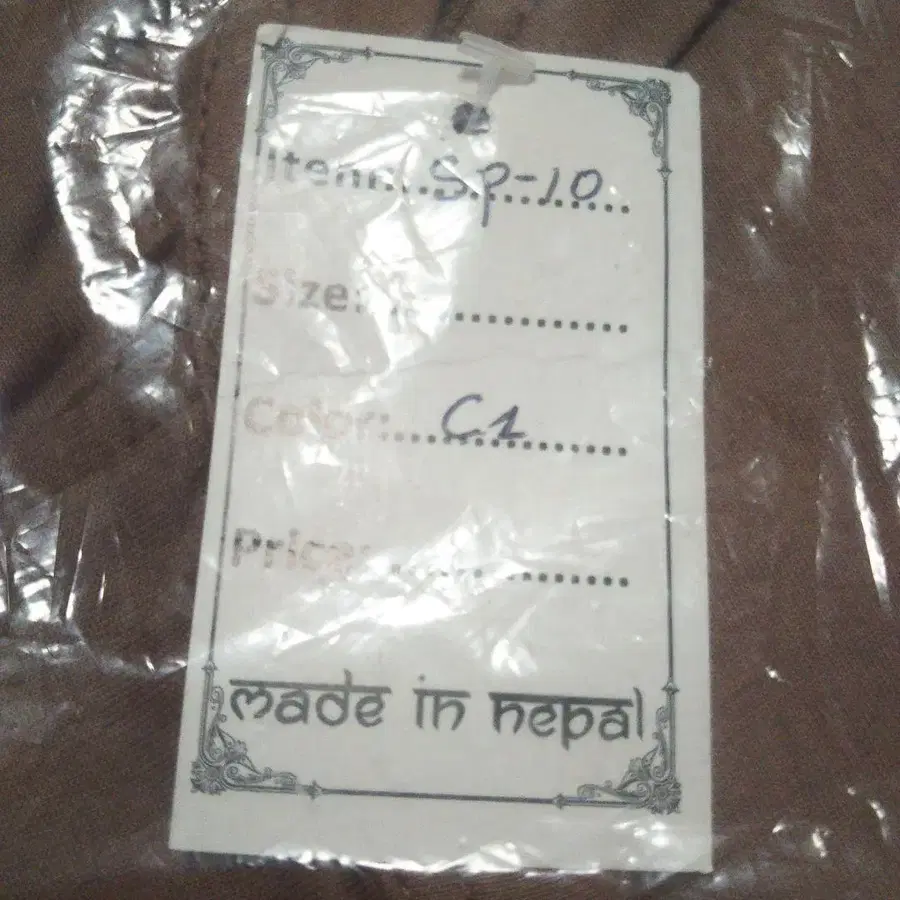 Item:..SP-10.........
Size:.................
Color:....C1..........
Price:................
made in nepal